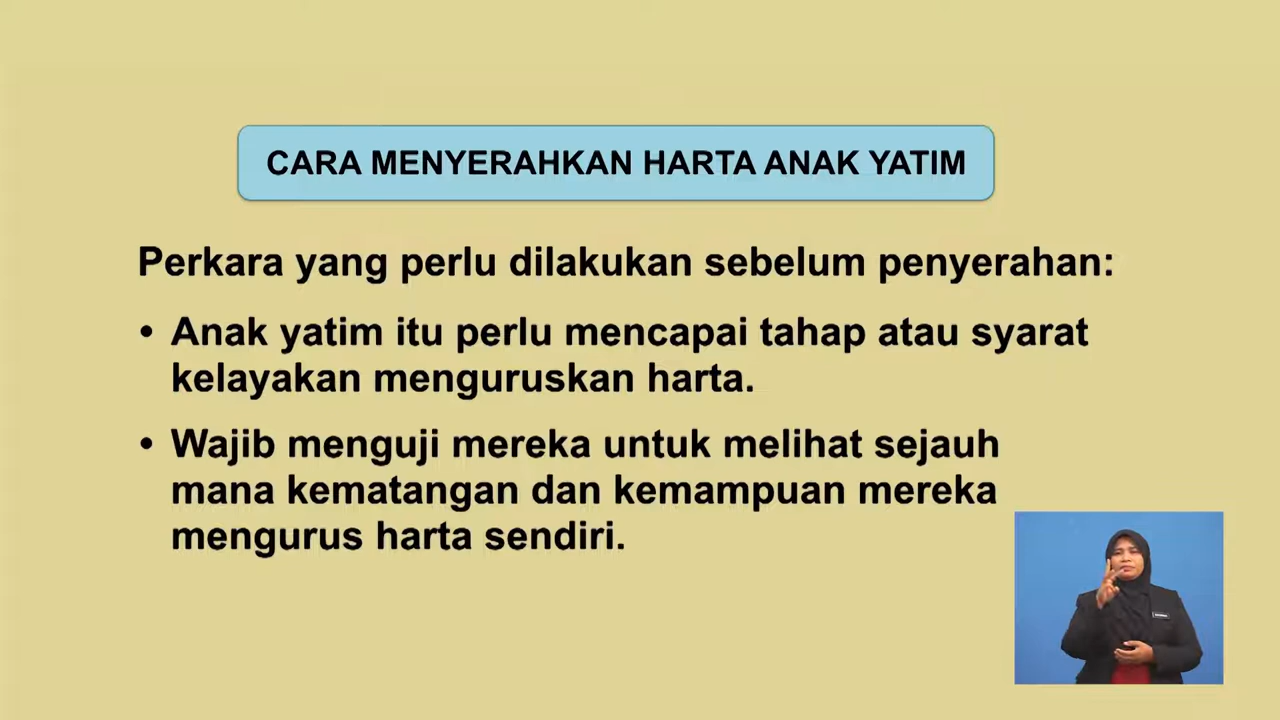 CARA MENYERAHKAN HARTA ANAK YATIM
Perkara yang perlu dilakukan sebelum penyerahan:
• Anak yatim itu perlu mencapai tahap atau syarat
kelayakan menguruskan harta.
• Wajib menguji mereka untuk melihat sejauh
mana kematangan dan kemampuan mereka
mengurus harta sendiri.